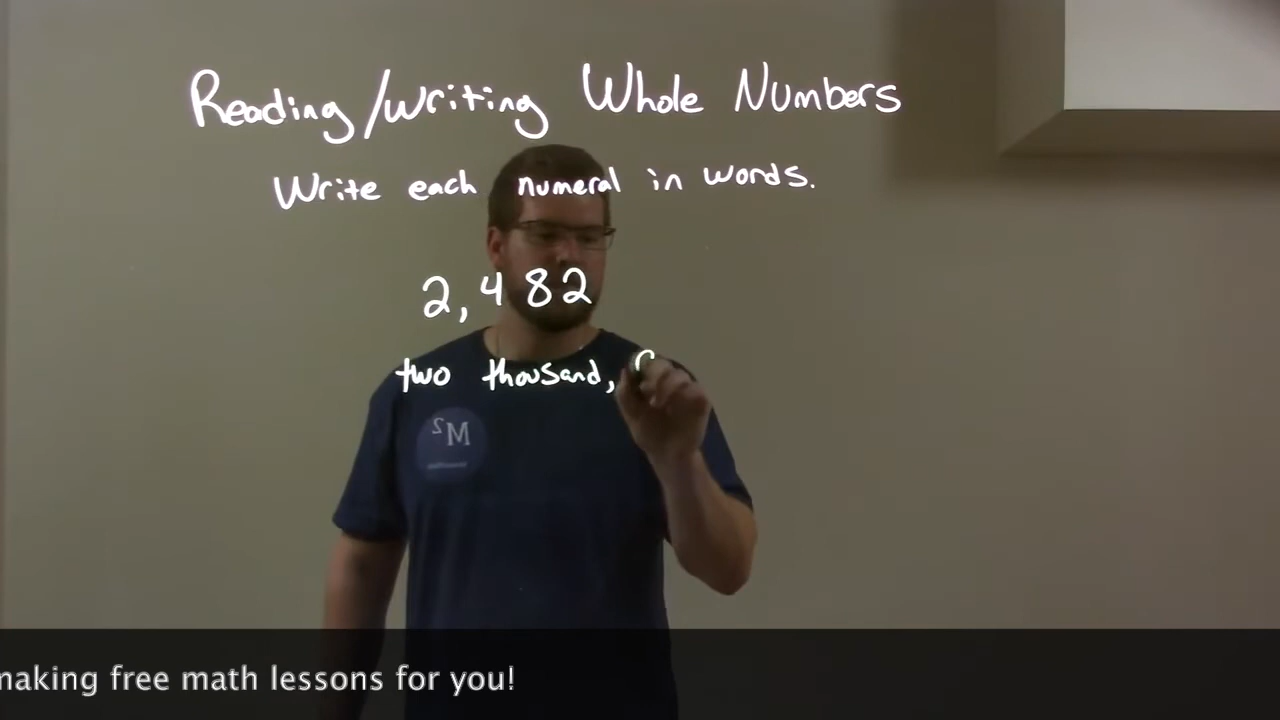 Reading/Writing Whole Numbers
Write each numeral in words.
2,482
two thousand,
M2
making free math lessons for you!